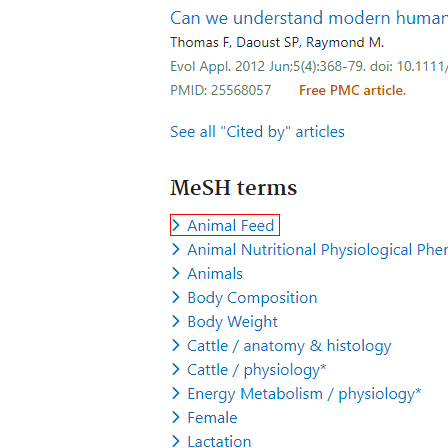 Can we understand modern human
Thomas F, Daoust SP, Raymond M.
Evol Appl. 2012 Jun;5(4):368-79. doi: 10.1111/
PMID: 25568057 Free PMC article.
See all "Cited by" articles
MeSH terms
Animal Feed
Animal Nutritional Physiological Phen
Animals
Body Composition
Body Weight
Cattle / anatomy & histology
Cattle / physiology*
Energy Metabolism / physiology*
Female
Lactation